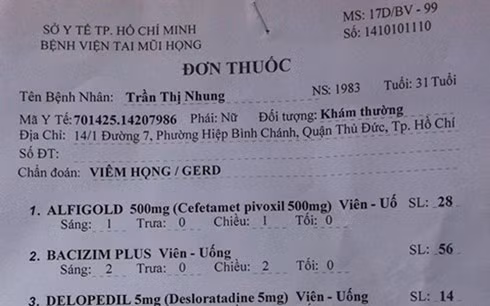 SỞ Y TẾ TP. HỒ CHÍ MINH
BỆNH VIỆN TAI MŨI HỌNG
MS: 17D/BV - 99
Số: 1410101110
ĐƠN THUỐC
Tên Bệnh Nhân: Trần Thị Nhung NS: 1983 Tuổi: 31 Tuổi
Mã Y Tế: 701425.14207986 Phái: Nữ Đối tượng: Khám thường
Địa Chỉ: 14/1 Đường 7, Phường Hiệp Bình Chánh, Quận Thủ Đức, Tp. Hồ Chí
Số ĐT:
Chẩn đoán: VIÊM HỌNG / GERD
1. ALFIGOLD 500mg (Cefetamet pivoxil 500mg) Viên - Uố SL: 28
Sáng: 1 Trưa: 0 Chiều: 1 Tối: 0
2. BACIZIM PLUS Viên - Uống SL: 56
Sáng: 2 Trưa: 0 Chiều: 2 Tối: 0
3. DELOPEDIL 5mg (Desloratadine 5mg) Viên - Uống SL: 14